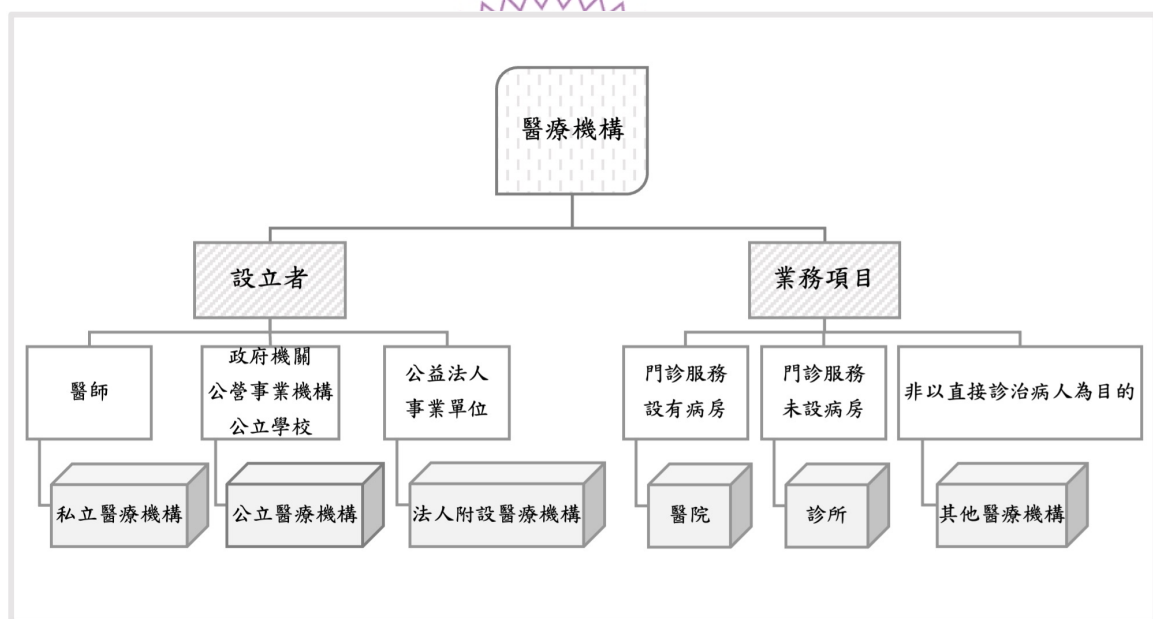 醫療機構
設立者
業務項目
醫師
政府機關
公營事業機構
公立學校
公益法人
事業單位
門診服務
設有病房
門診服務
未設病房
非以直接診治病人為目的
私立醫療機構
公立醫療機構
法人附設醫療機構
醫院
診所
其他醫療機構